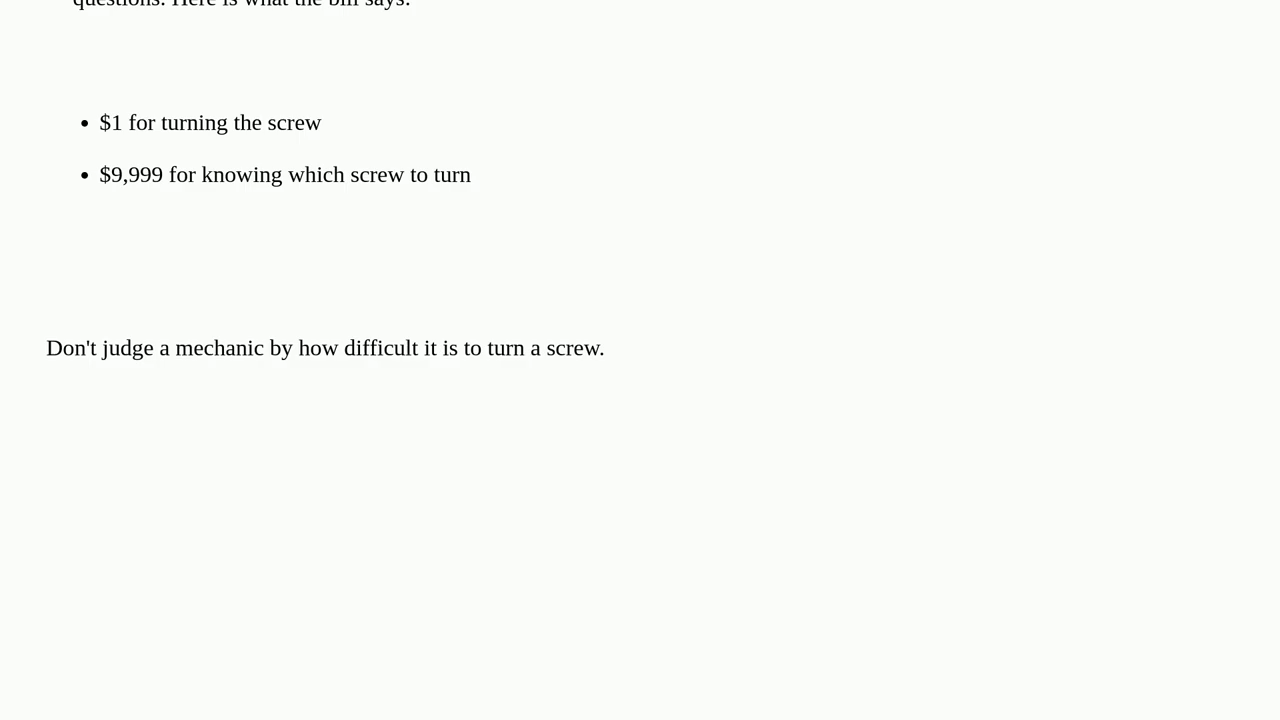 questions. Here is what the bill says:
• $1 for turning the screw
• $9,999 for knowing which screw to turn
Don't judge a mechanic by how difficult it is to turn a screw.